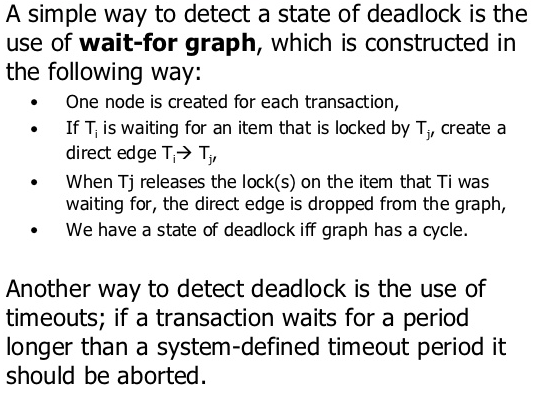 A simple way to detect a state of deadlock is the
use of wait-for graph, which is constructed in
the following way:
• One node is created for each transaction,
• If Ti is waiting for an item that is locked by Tj, create a
direct edge Ti→ Tj,
• When Tj releases the lock(s) on the item that Ti was
waiting for, the direct edge is dropped from the graph,
• We have a state of deadlock iff graph has a cycle.
Another way to detect deadlock is the use of
timeouts; if a transaction waits for a period
longer than a system-defined timeout period it
should be aborted.